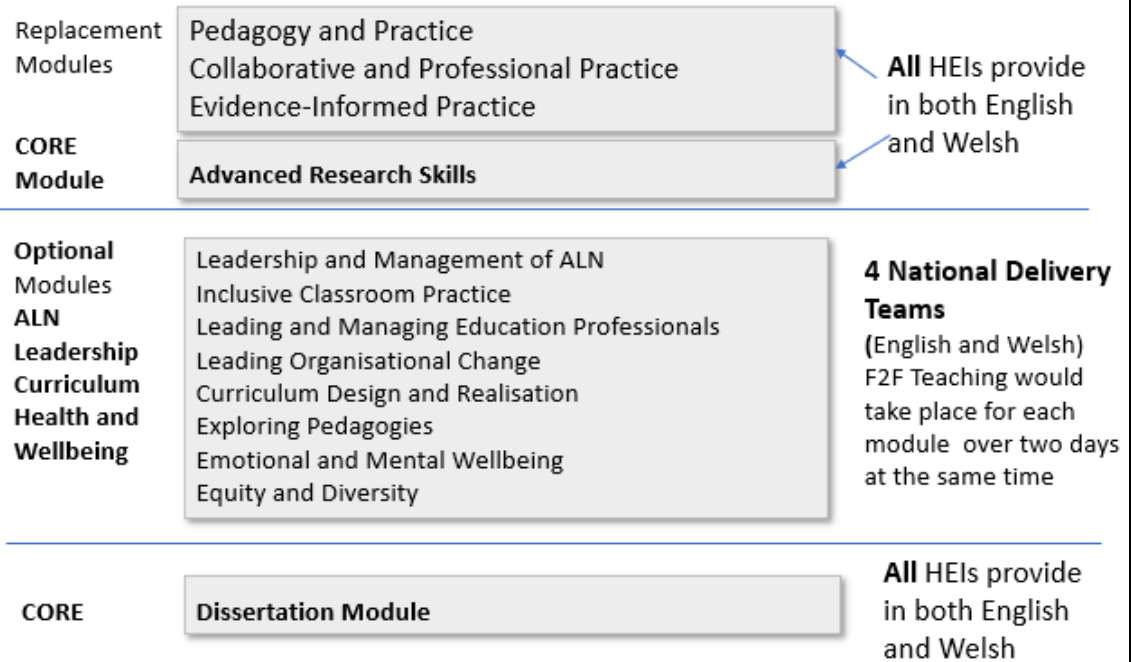 Replacement
Modules
Pedagogy and Practice
Collaborative and Professional Practice
Evidence-Informed Practice
All HEIs provide
in both English
and Welsh
CORE
Module
Advanced Research Skills
Optional
Modules
ALN
Leadership
Curriculum
Health and
Wellbeing
Leadership and Management of ALN
Inclusive Classroom Practice
Leading and Managing Education Professionals
Leading Organisational Change
Curriculum Design and Realisation
Exploring Pedagogies
Emotional and Mental Wellbeing
Equity and Diversity
4 National Delivery
Teams
(English and Welsh)
F2F Teaching would
take place for each
module over two days
at the same time
CORE
Dissertation Module
All HEIs provide
in both English
and Welsh